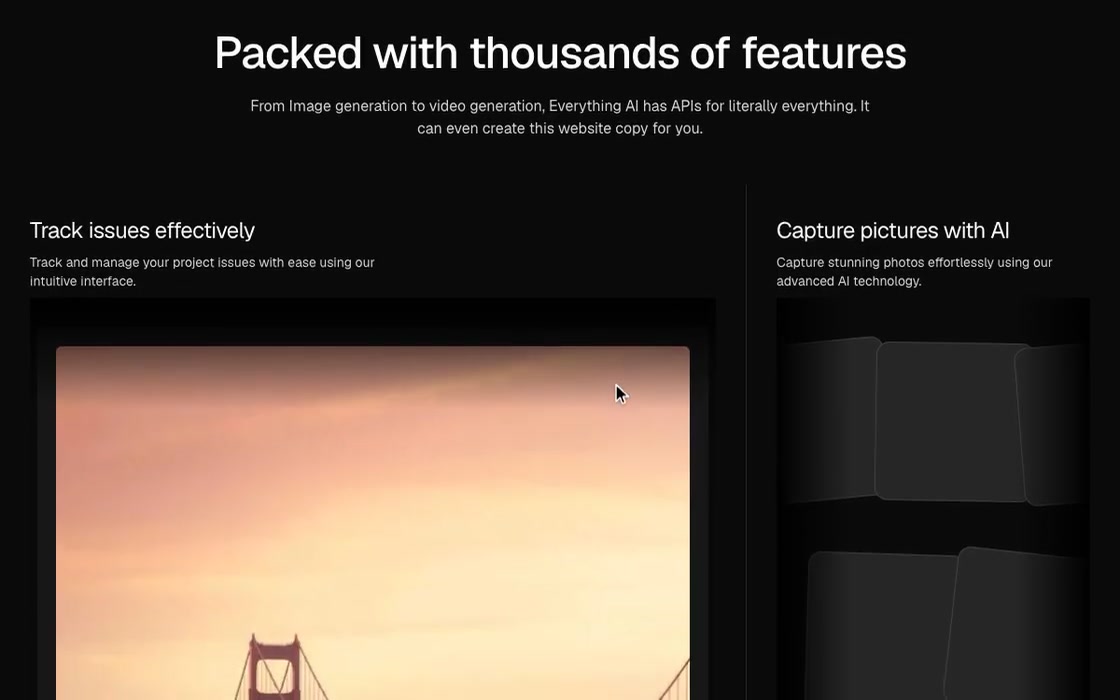 Packed with thousands of features
From Image generation to video generation, Everything AI has APIs for literally everything. It
can even create this website copy for you.
Track issues effectively
Track and manage your project issues with ease using our
intuitive interface.
Capture pictures with AI
Capture stunning photos effortlessly using our
advanced AI technology.